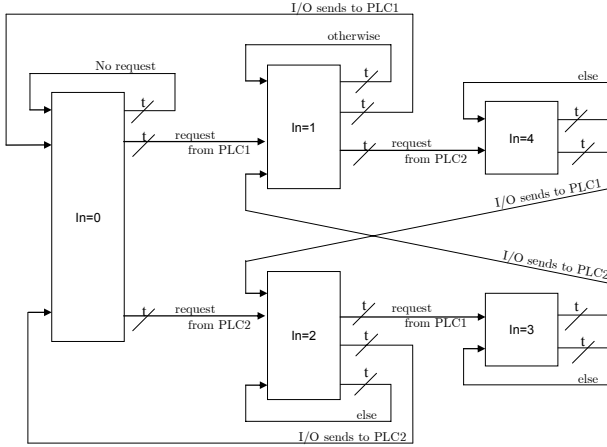 I/O sends to PLC1
otherwise
No request
t
t
t
else
t
t
In=1
In=4
t
request
from PLC1
t
request
from PLC2
t
I/O sends to PLC1
In=0
I/O sends to PLC2
t
request
from PLC2
In=2
t
request
from PLC1
In=3
t
t
t
t
else
else
I/O sends to PLC2